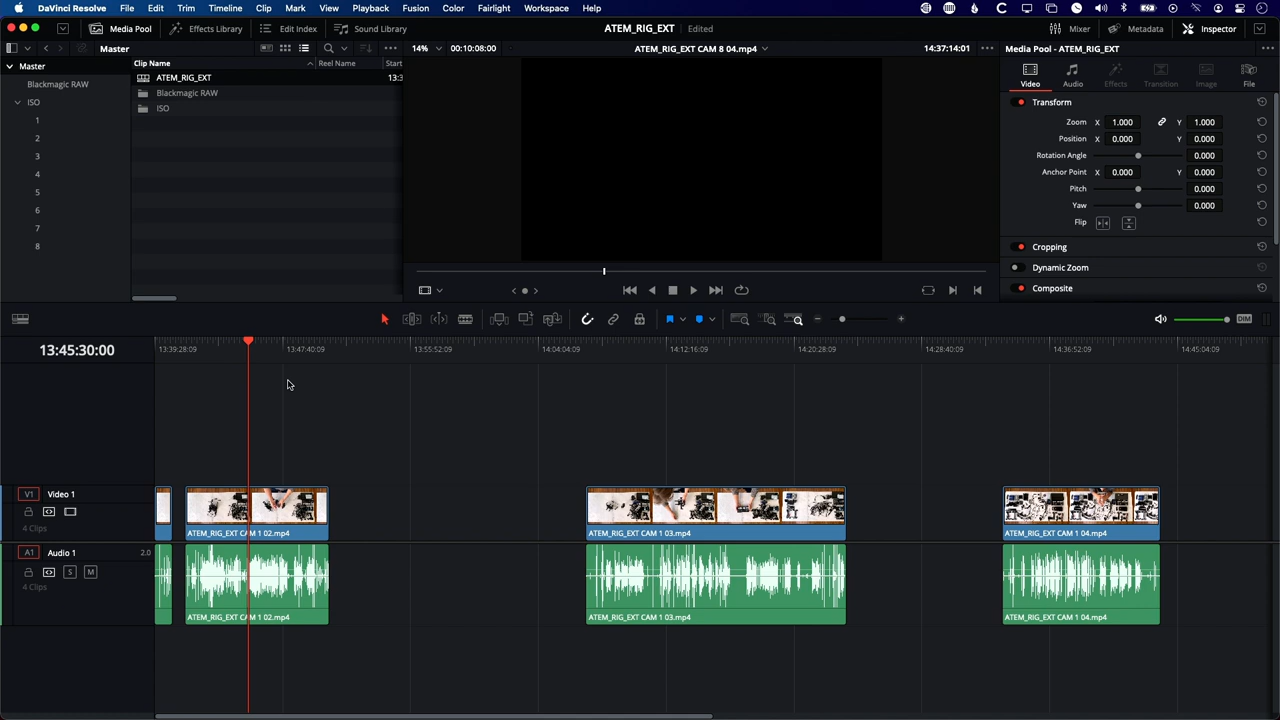 DaVinci Resolve File Edit Trim Timeline Clip Mark View Playback Fusion Color Fairlight Workspace Help
Media Pool Effects Library Edit Index Sound Library ATEM_RIG_EXT Edited Mixer Metadata Inspector
Master 14% 00:10:08:00 ATEM_RIG_EXT CAM 8 04.mp4 14:37:14:01 Media Pool - ATEM_RIG_EXT
Master
Blackmagic RAW
ISO
1
2
3
4
5
6
7
8
Clip Name Reel Name Start
ATEM_RIG_EXT 13:3
Blackmagic RAW
ISO
Video Audio Effects Transition Image File
Transform
Zoom X 1.000 Y 1.000
Position X 0.000 Y 0.000
Rotation Angle 0.000
Anchor Point X 0.000 Y 0.000
Pitch 0.000
Yaw 0.000
Flip
Cropping
Dynamic Zoom
Composite
DIM
13:45:30:00
13:39:28:09 13:47:40:09 13:55:52:09 14:04:04:09 14:12:16:09 14:20:28:09 14:28:40:09 14:36:52:09 14:45:04:09
V1 Video 1
4 Clips
ATEM_RIG_EXT CAM 1 02.mp4 ATEM_RIG_EXT CAM 1 03.mp4 ATEM_RIG_EXT CAM 1 04.mp4
A1 Audio 1 2.0
S M
4 Clips
ATEM_RIG_EXT CAM 1 02.mp4 ATEM_RIG_EXT CAM 1 03.mp4 ATEM_RIG_EXT CAM 1 04.mp4